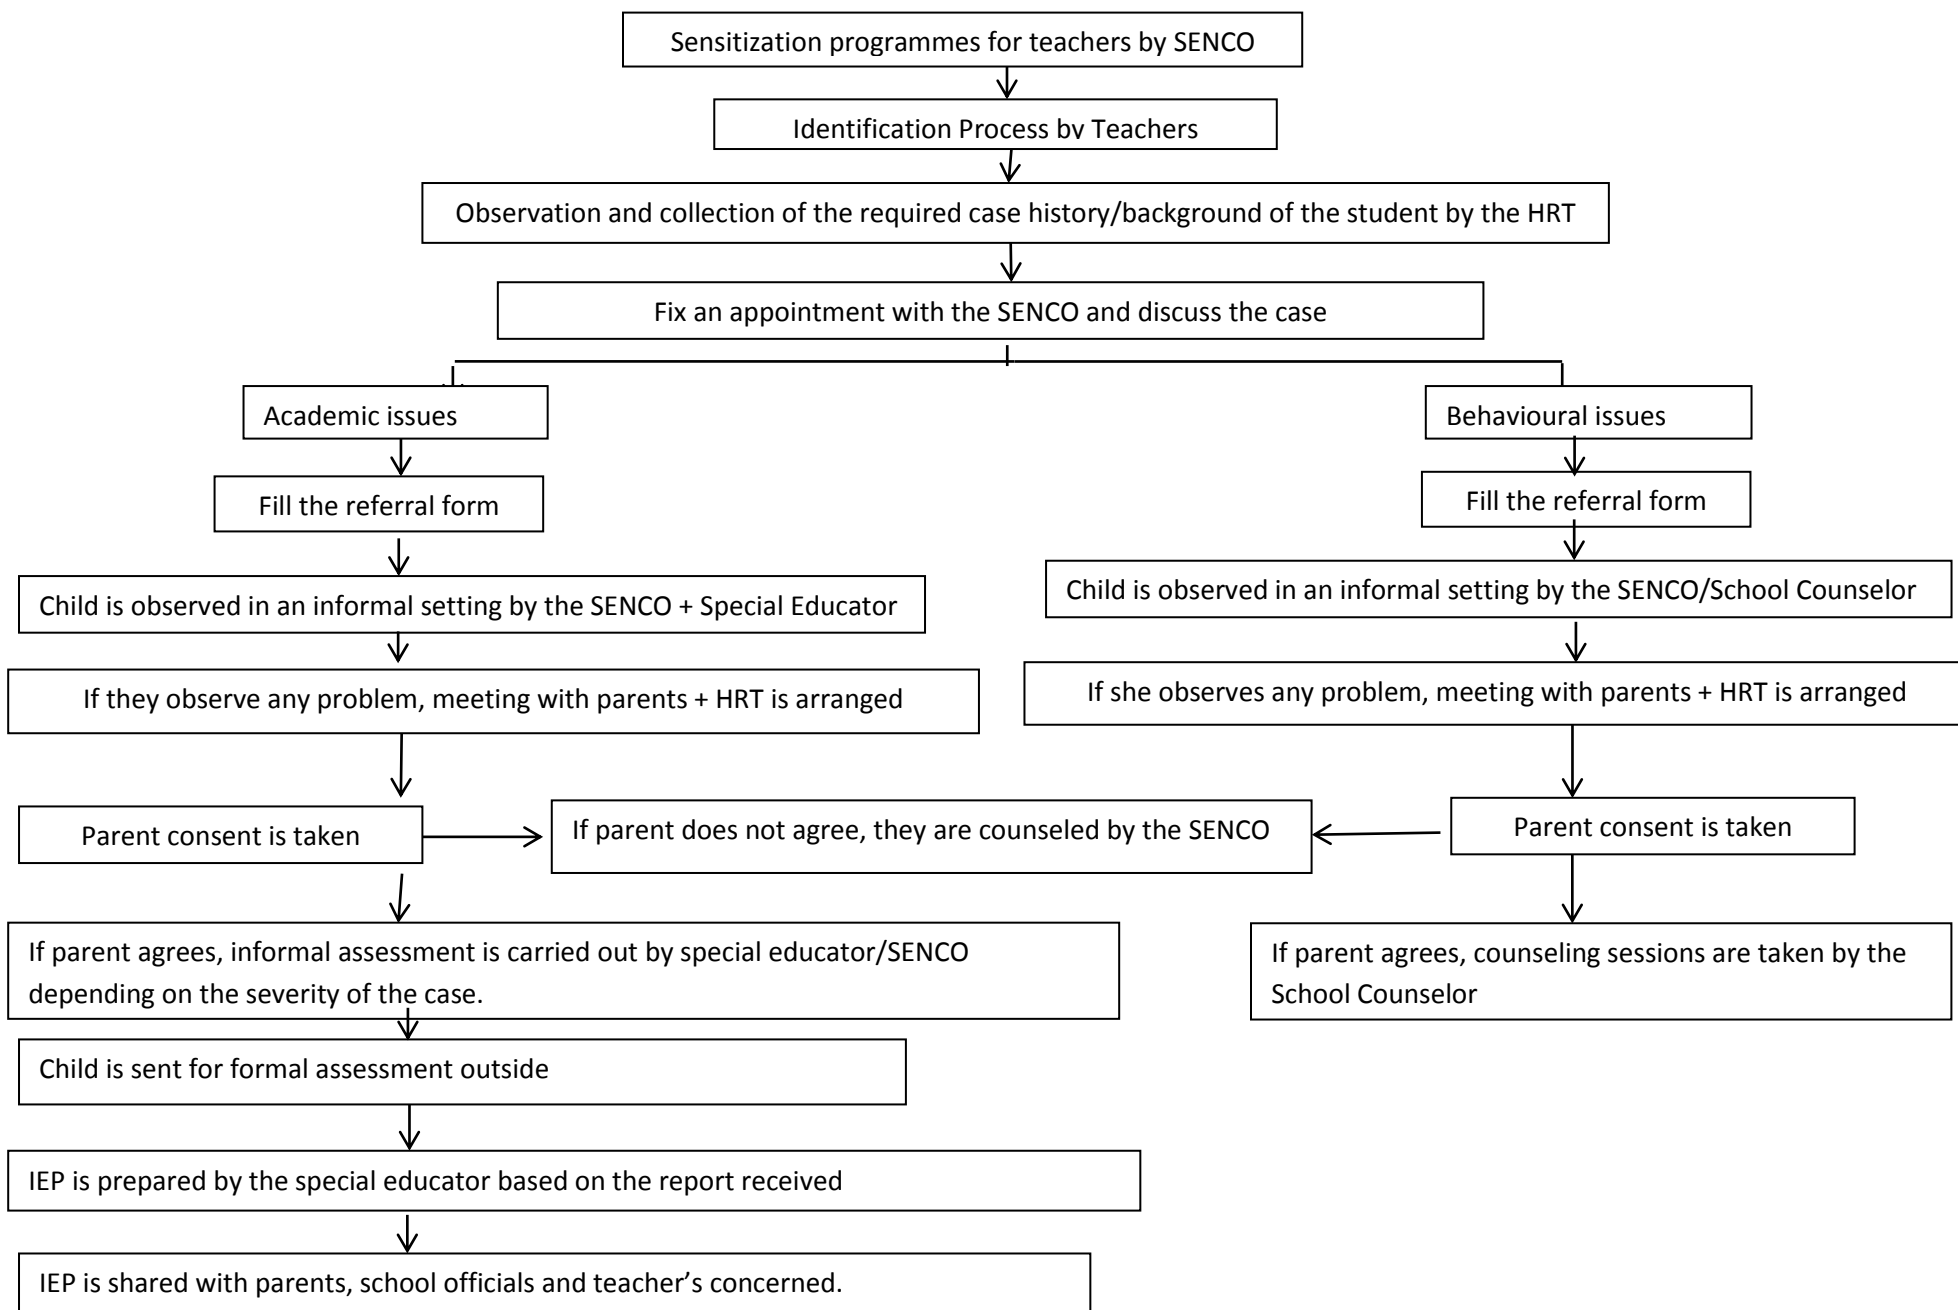 Sensitization programmes for teachers by SENCO
Identification Process by Teachers
Observation and collection of the required case history/background of the student by the HRT
Fix an appointment with the SENCO and discuss the case
Academic issues
Fill the referral form
Child is observed in an informal setting by the SENCO + Special Educator
If they observe any problem, meeting with parents + HRT is arranged
Parent consent is taken
If parent does not agree, they are counseled by the SENCO
If parent agrees, informal assessment is carried out by special educator/SENCO
depending on the severity of the case.
Child is sent for formal assessment outside
IEP is prepared by the special educator based on the report received
IEP is shared with parents, school officials and teacher’s concerned.
Behavioural issues
Fill the referral form
Child is observed in an informal setting by the SENCO/School Counselor
If she observes any problem, meeting with parents + HRT is arranged
Parent consent is taken
If parent agrees, counseling sessions are taken by the
School Counselor